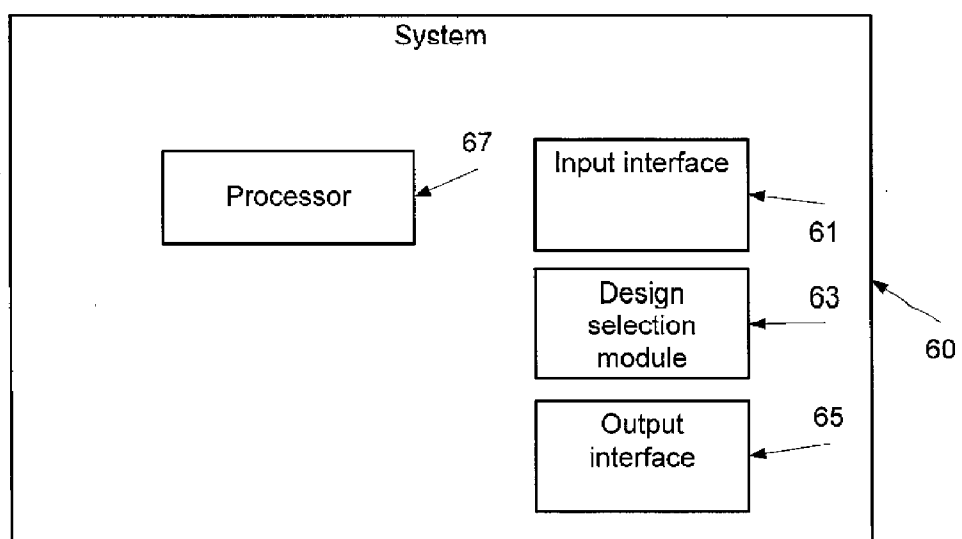 System
67
Processor
Input interface
61
Design
selection
module
63
60
Output
interface
65